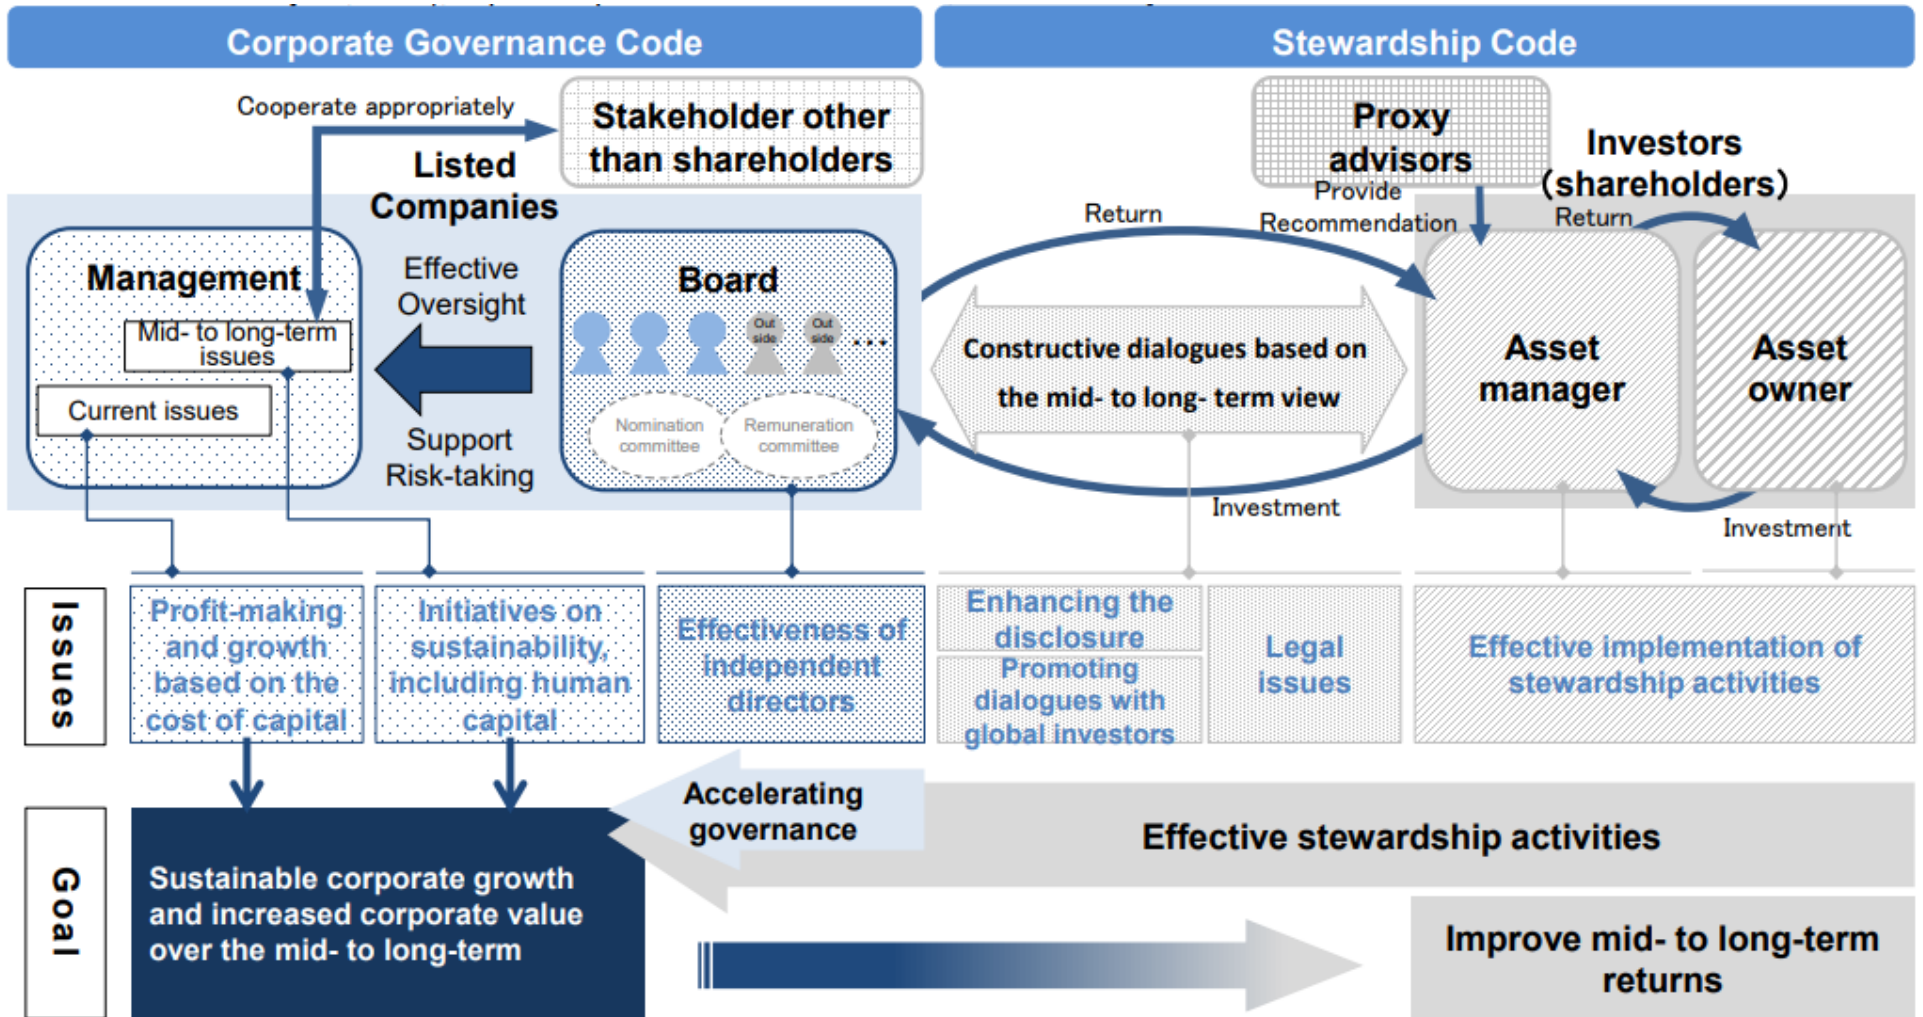 Corporate Governance Code
Stewardship Code
Cooperate appropriately
Stakeholder other
than shareholders
Proxy
advisors
Investors
(shareholders)
Listed
Companies
Provide
Recommendation
Return
Return
Management
Mid- to long-term
issues
Current issues
Effective
Oversight
Support
Risk-taking
Board
Out
side
Out
side
...
Nomination
committee
Remuneration
committee
Constructive dialogues based on
the mid- to long- term view
Asset
manager
Asset
owner
Investment
Investment
Issues
Profit-making
and growth
based on the
cost of capital
Initiatives on
sustainability,
including human
capital
Effectiveness of
independent
directors
Enhancing the
disclosure
Promoting
dialogues with
global investors
Legal
issues
Effective implementation of
stewardship activities
Goal
Accelerating
governance
Effective stewardship activities
Sustainable corporate growth
and increased corporate value
over the mid- to long-term
Improve mid- to long-term
returns